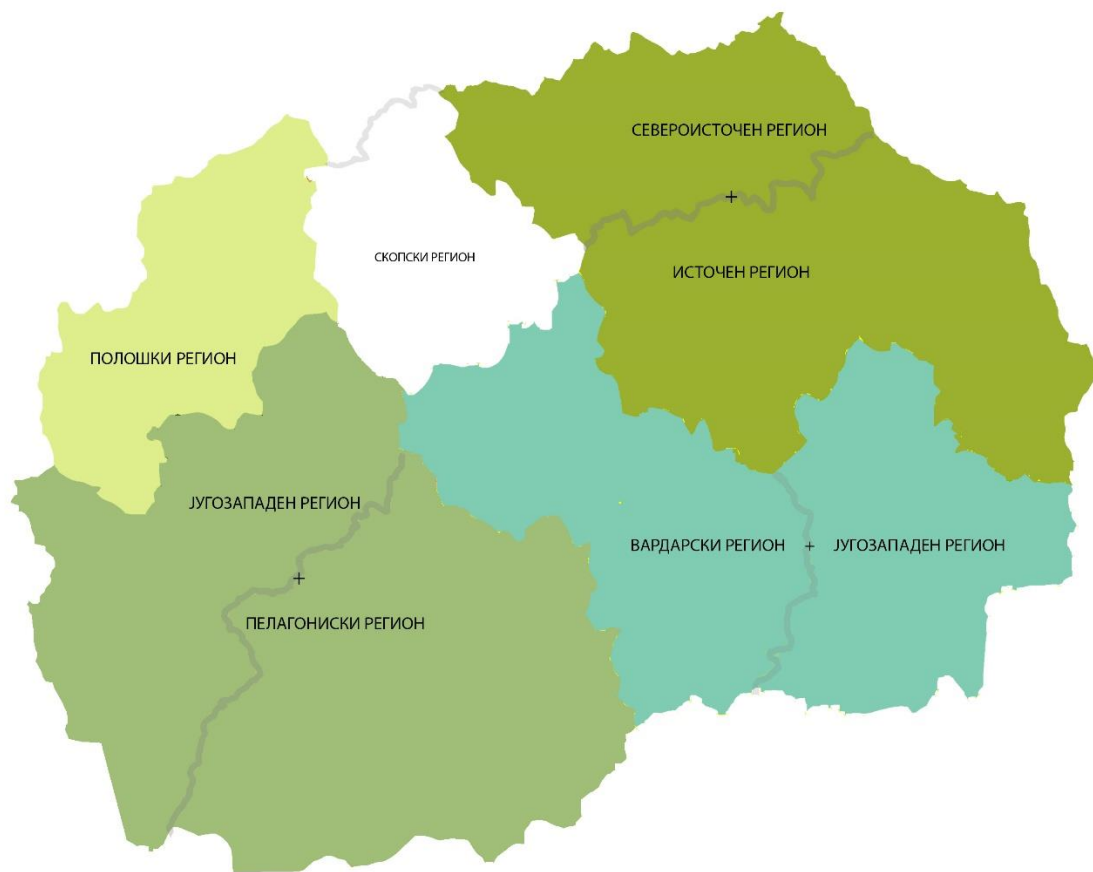 СЕВЕРОИСТОЧЕН РЕГИОН
+
ИСТОЧЕН РЕГИОН
СКОПСКИ РЕГИОН
ПОЛОШКИ РЕГИОН
ЈУГОЗАПАДЕН РЕГИОН
+
ПЕЛАГОНИСКИ РЕГИОН
ВАРДАРСКИ РЕГИОН + ЈУГОЗАПАДЕН РЕГИОН